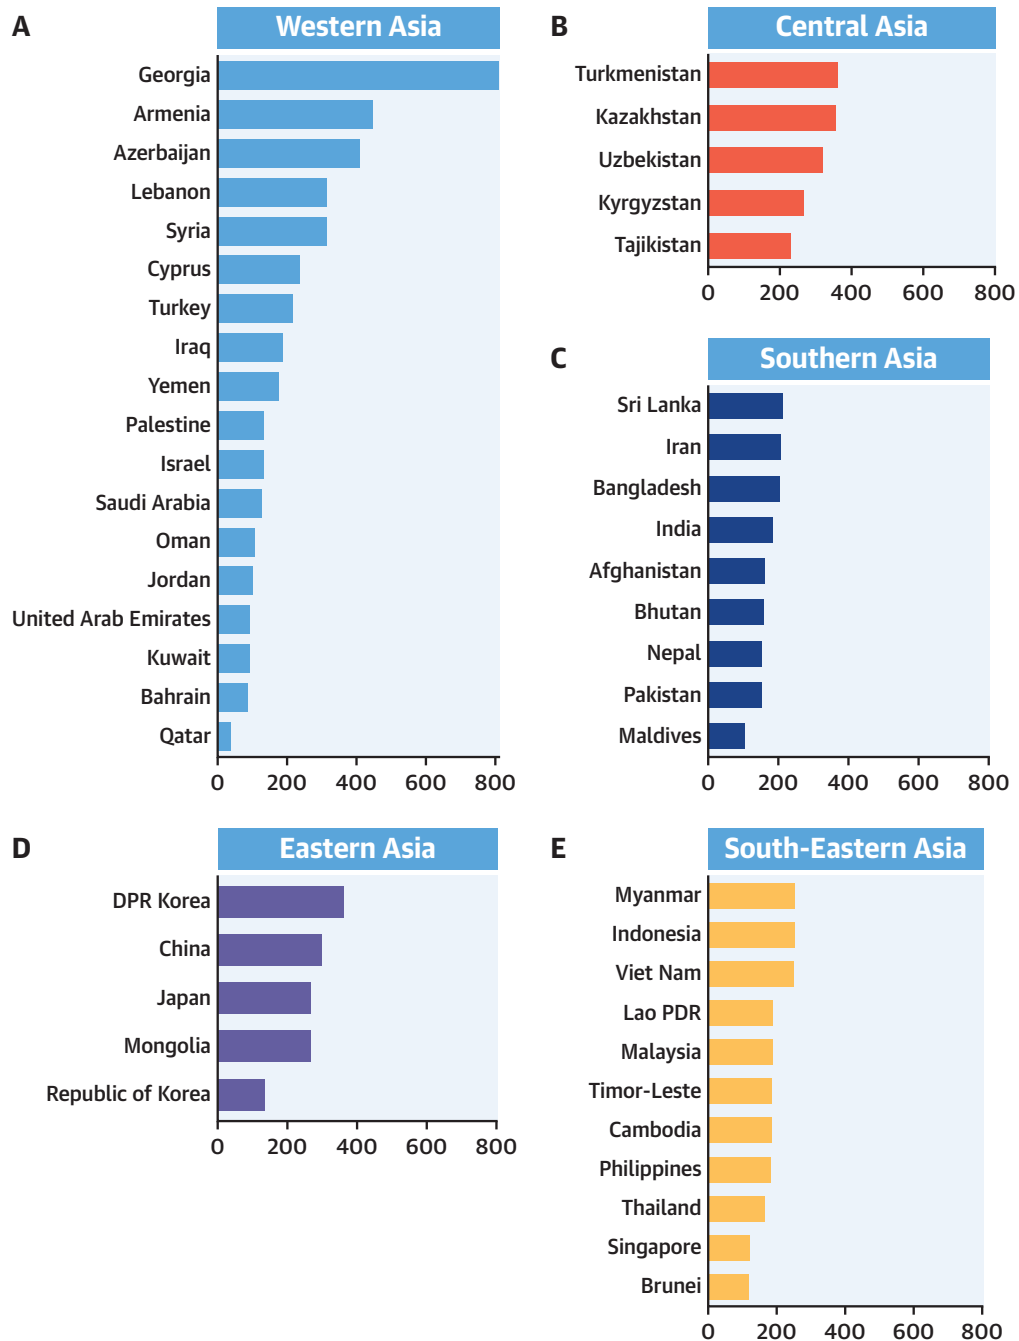 A
Western Asia
Georgia
Armenia
Azerbaijan
Lebanon
Syria
Cyprus
Turkey
Iraq
Yemen
Palestine
Israel
Saudi Arabia
Oman
Jordan
United Arab Emirates
Kuwait
Bahrain
Qatar
0 200 400 600 800
B
Central Asia
Turkmenistan
Kazakhstan
Uzbekistan
Kyrgyzstan
Tajikistan
0 200 400 600 800
C
Southern Asia
Sri Lanka
Iran
Bangladesh
India
Afghanistan
Bhutan
Nepal
Pakistan
Maldives
0 200 400 600 800
D
Eastern Asia
DPR Korea
China
Japan
Mongolia
Republic of Korea
0 200 400 600 800
E
South-Eastern Asia
Myanmar
Indonesia
Viet Nam
Lao PDR
Malaysia
Timor-Leste
Cambodia
Philippines
Thailand
Singapore
Brunei
0 200 400 600 800